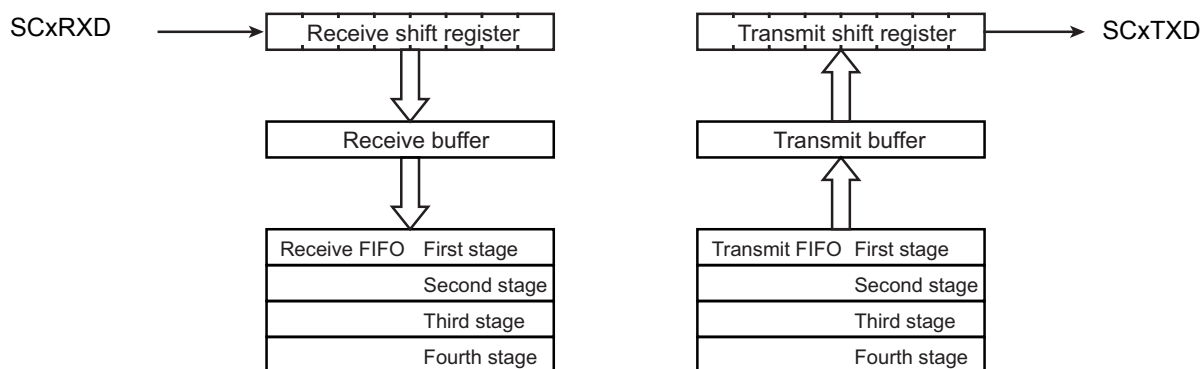 SCxRXD
Receive shift register
Receive buffer
Receive FIFO First stage
Second stage
Third stage
Fourth stage
Transmit shift register
SCxTXD
Transmit buffer
Transmit FIFO First stage
Second stage
Third stage
Fourth stage